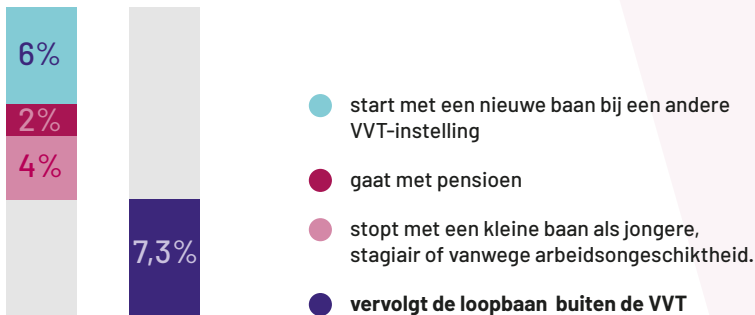 6%
2%
4%
7,3%
start met een nieuwe baan bij een andere
VVT-instelling
gaat met pensioen
stopt met een kleine baan als jongere,
stagiair of vanwege arbeidsongeschiktheid.
vervolgt de loopbaan buiten de VVT